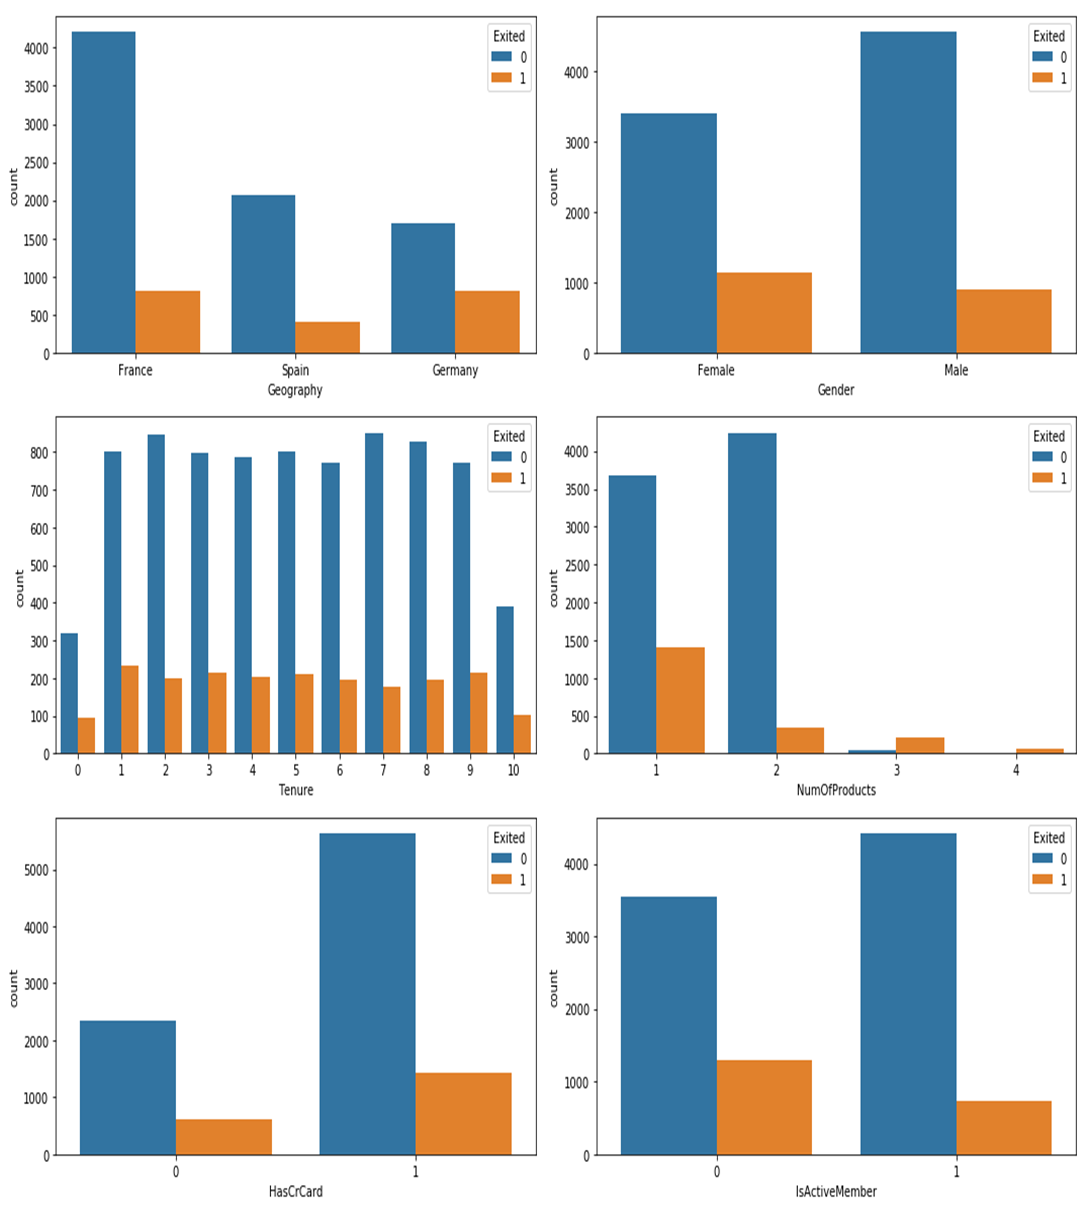 Exited
0
1
4000
3500
3000
2500
2000
1500
1000
500
0
count
France Spain Germany
Geography
Exited
0
1
4000
3000
2000
1000
0
count
Female Male
Gender
Exited
0
1
800
700
600
500
400
300
200
100
0
count
0 1 2 3 4 5 6 7 8 9 10
Tenure
Exited
0
1
4000
3500
3000
2500
2000
1500
1000
500
0
count
1 2 3 4
NumOfProducts
Exited
0
1
5000
4000
3000
2000
1000
0
count
0 1
HasCrCard
Exited
0
1
4000
3000
2000
1000
0
count
0 1
IsActiveMember